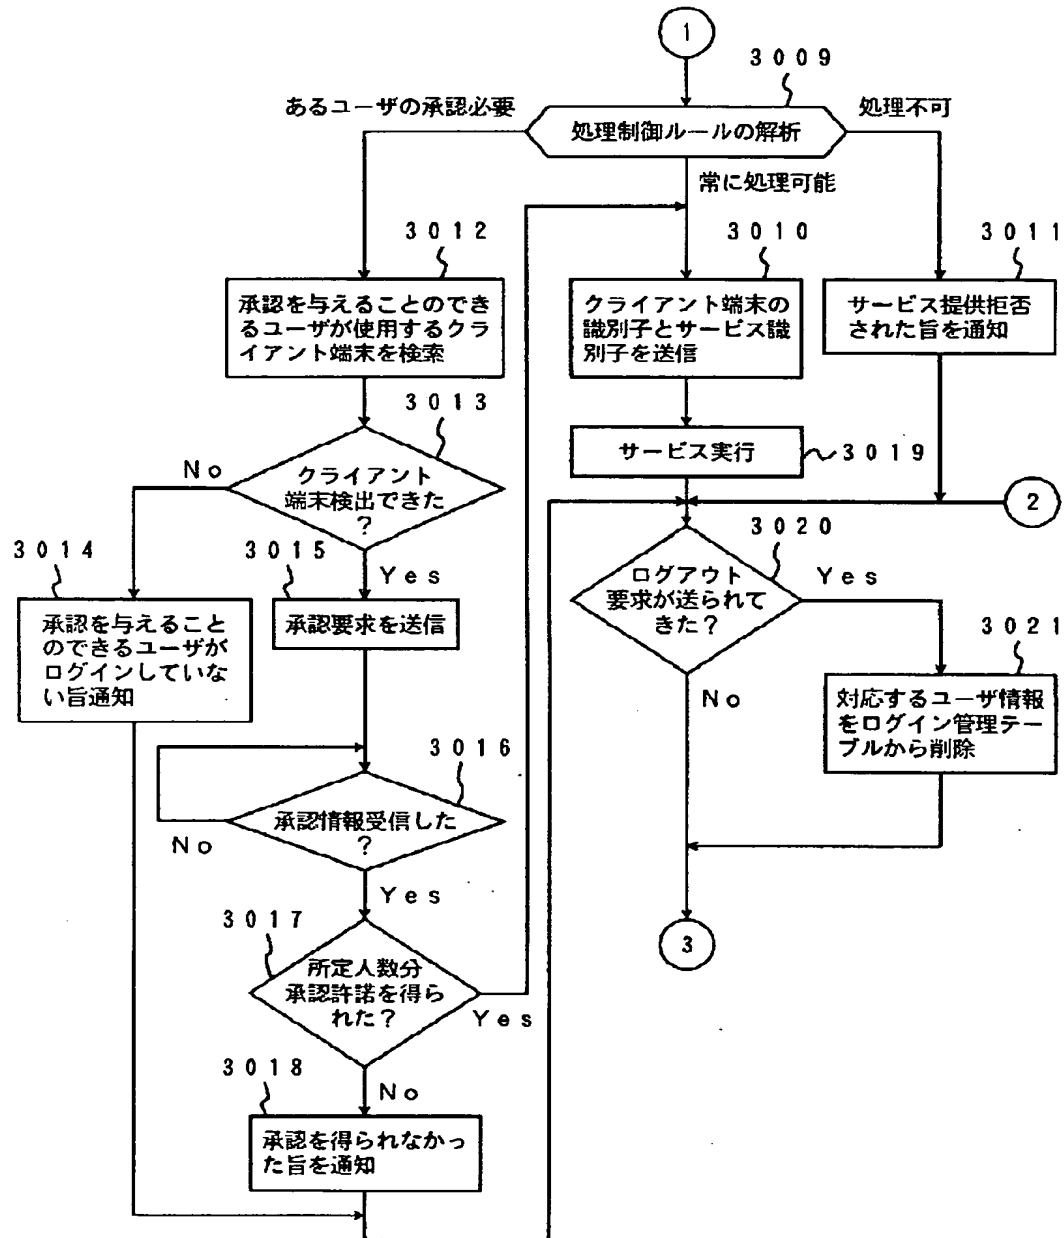 1
3009
あるユーザの承認必要
処理不可
処理制御ルールの解析
常に処理可能
3012
3010
3011
承認を与えることのでき
るユーザが使用するクラ
イアント端末を検索
クライアント端末の
識別子とサービス識
別子を送信
サービス提供拒否
された旨を通知
3013
No
クライアント
端末検出できた
?
サービス実行
3019
2
3014
3015
Yes
3020
ログアウト
要求が送られて
きた?
Yes
承認を与えること
のできるユーザが
ログインしていな
い旨通知
承認要求を送信
3021
No
対応するユーザ情報
をログイン管理テー
ブルから削除
3016
承認情報受信した
?
No
Yes
3017
所定人数分
承認許諾を得ら
れた?
Yes
3
3018
No
承認を得られなかっ
た旨を通知